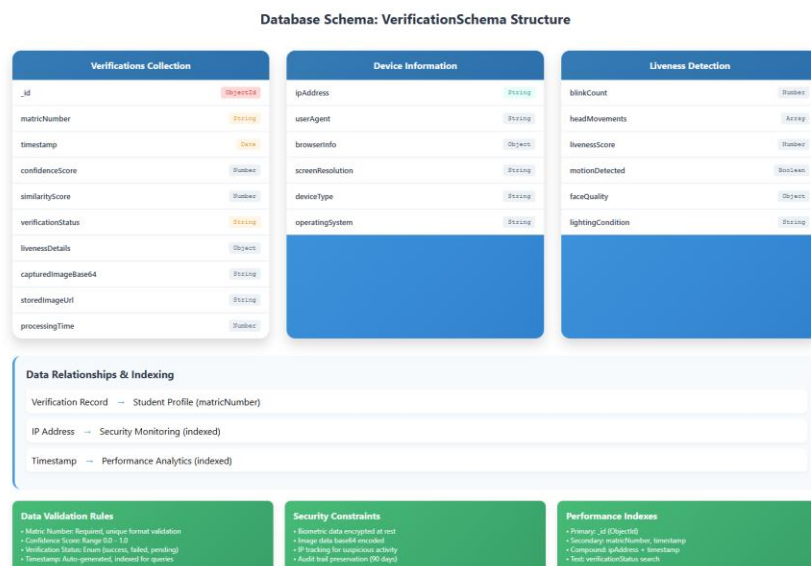 Database Schema: VerificationSchema Structure
Verifications Collection
_id ObjectId
matricNumber String
timestamp Date
confidenceScore Number
similarityScore Number
verificationStatus String
livenessDetails Object
capturedImageBase64 String
storedImageUrl String
processingTime Number
Device Information
ipAddress String
userAgent String
browserInfo Object
screenResolution String
deviceType String
operatingSystem String
Liveness Detection
blinkCount Number
headMovements Array
livenessScore Number
motionDetected Boolean
faceQuality Object
lightingCondition String
Data Relationships & Indexing
Verification Record → Student Profile (matricNumber)
IP Address → Security Monitoring (indexed)
Timestamp → Performance Analytics (indexed)
Data Validation Rules
• Matric Number: Required, unique format validation
• Confidence Score: Range 0.0 - 1.0
• Verification Status: Enum (success, failed, pending)
• Timestamp: Auto-generated, indexed for queries
Security Constraints
• Biometric data encrypted at rest
• Image data base64 encoded
• IP tracking for suspicious activity
• Audit trail preservation (90 days)
Performance Indexes
• Primary: _id (ObjectId)
• Secondary: matricNumber, timestamp
• Compound: ipAddress + timestamp
• Text: verificationStatus search